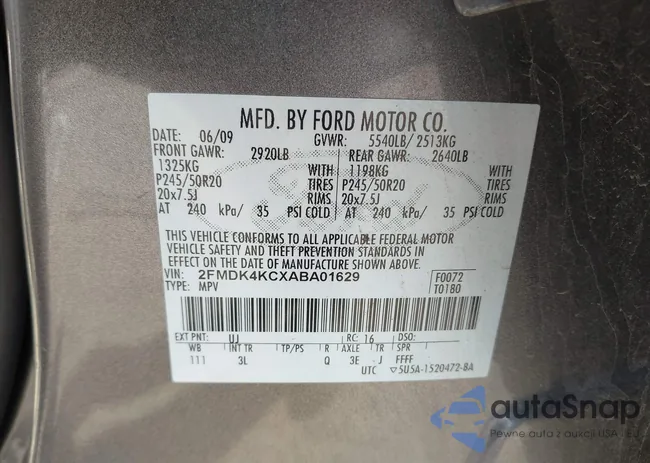 MFD. BY FORD MOTOR CO.
DATE: 06/09 GVWR: 5540LB/ 2513KG
FRONT GAWR: 2920LB REAR GAWR: 2640LB
1325KG WITH 1198KG WITH
P245/50R20 TIRES P245/50R20 TIRES
20x7.5J RIMS 20x7.5J RIMS
AT 240 kPa/ 35 PSI COLD AT 240 kPa/ 35 PSI COLD
THIS VEHICLE CONFORMS TO ALL APPLICABLE FEDERAL MOTOR
VEHICLE SAFETY AND THEFT PREVENTION STANDARDS IN
EFFECT ON THE DATE OF MANUFACTURE SHOWN ABOVE.
VIN: 2FMDK4KCXABA01629 F0072
TYPE: MPV T0180
EXT PNT: UJ RC: 16 DSO:
WB INT TR TP/PS R AXLE TR SPR
111 3L Q 3E J FFFF
UTC 5U5A-1520472-BA
autoSnap
Pewne auta z aukcji USA - EU